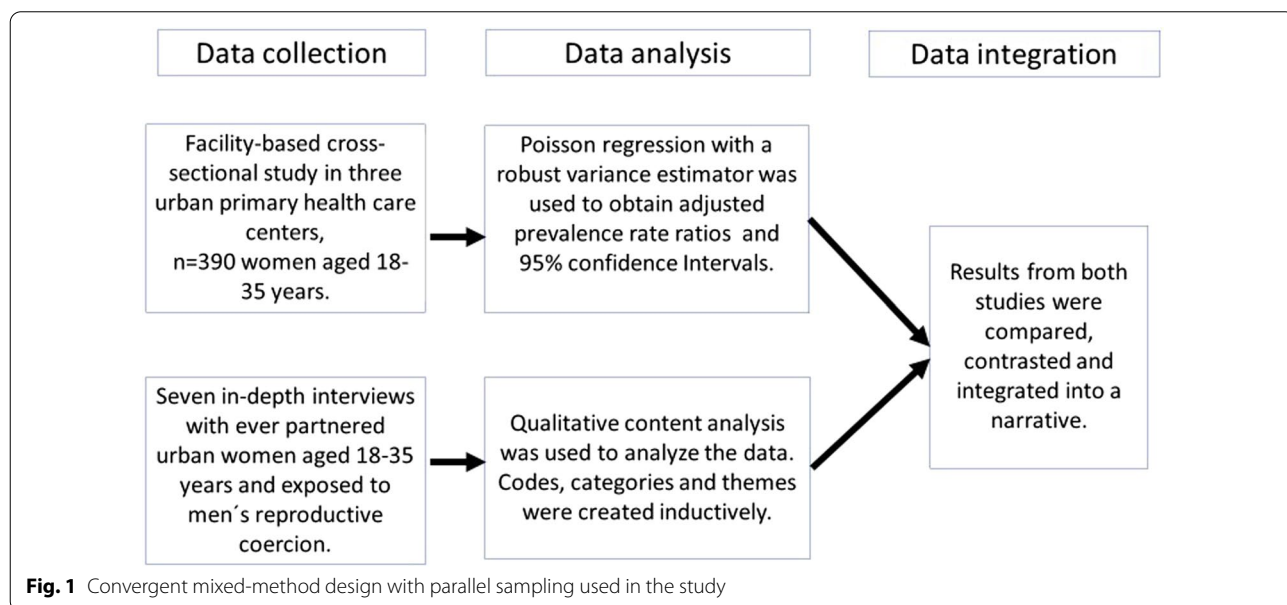 Data collection
Data analysis
Data integration
Facility-based cross-
sectional study in three
urban primary health care
centers,
n=390 women aged 18-
35 years.
Poisson regression with a
robust variance estimator was
used to obtain adjusted
prevalence rate ratios and
95% confidence Intervals.
Seven in-depth interviews
with ever partnered
urban women aged 18-35
years and exposed to
men´s reproductive
coercion.
Qualitative content analysis
was used to analyze the data.
Codes, categories and themes
were created inductively.
Results from both
studies were
compared,
contrasted and
integrated into a
narrative.
Fig. 1 Convergent mixed-method design with parallel sampling used in the study